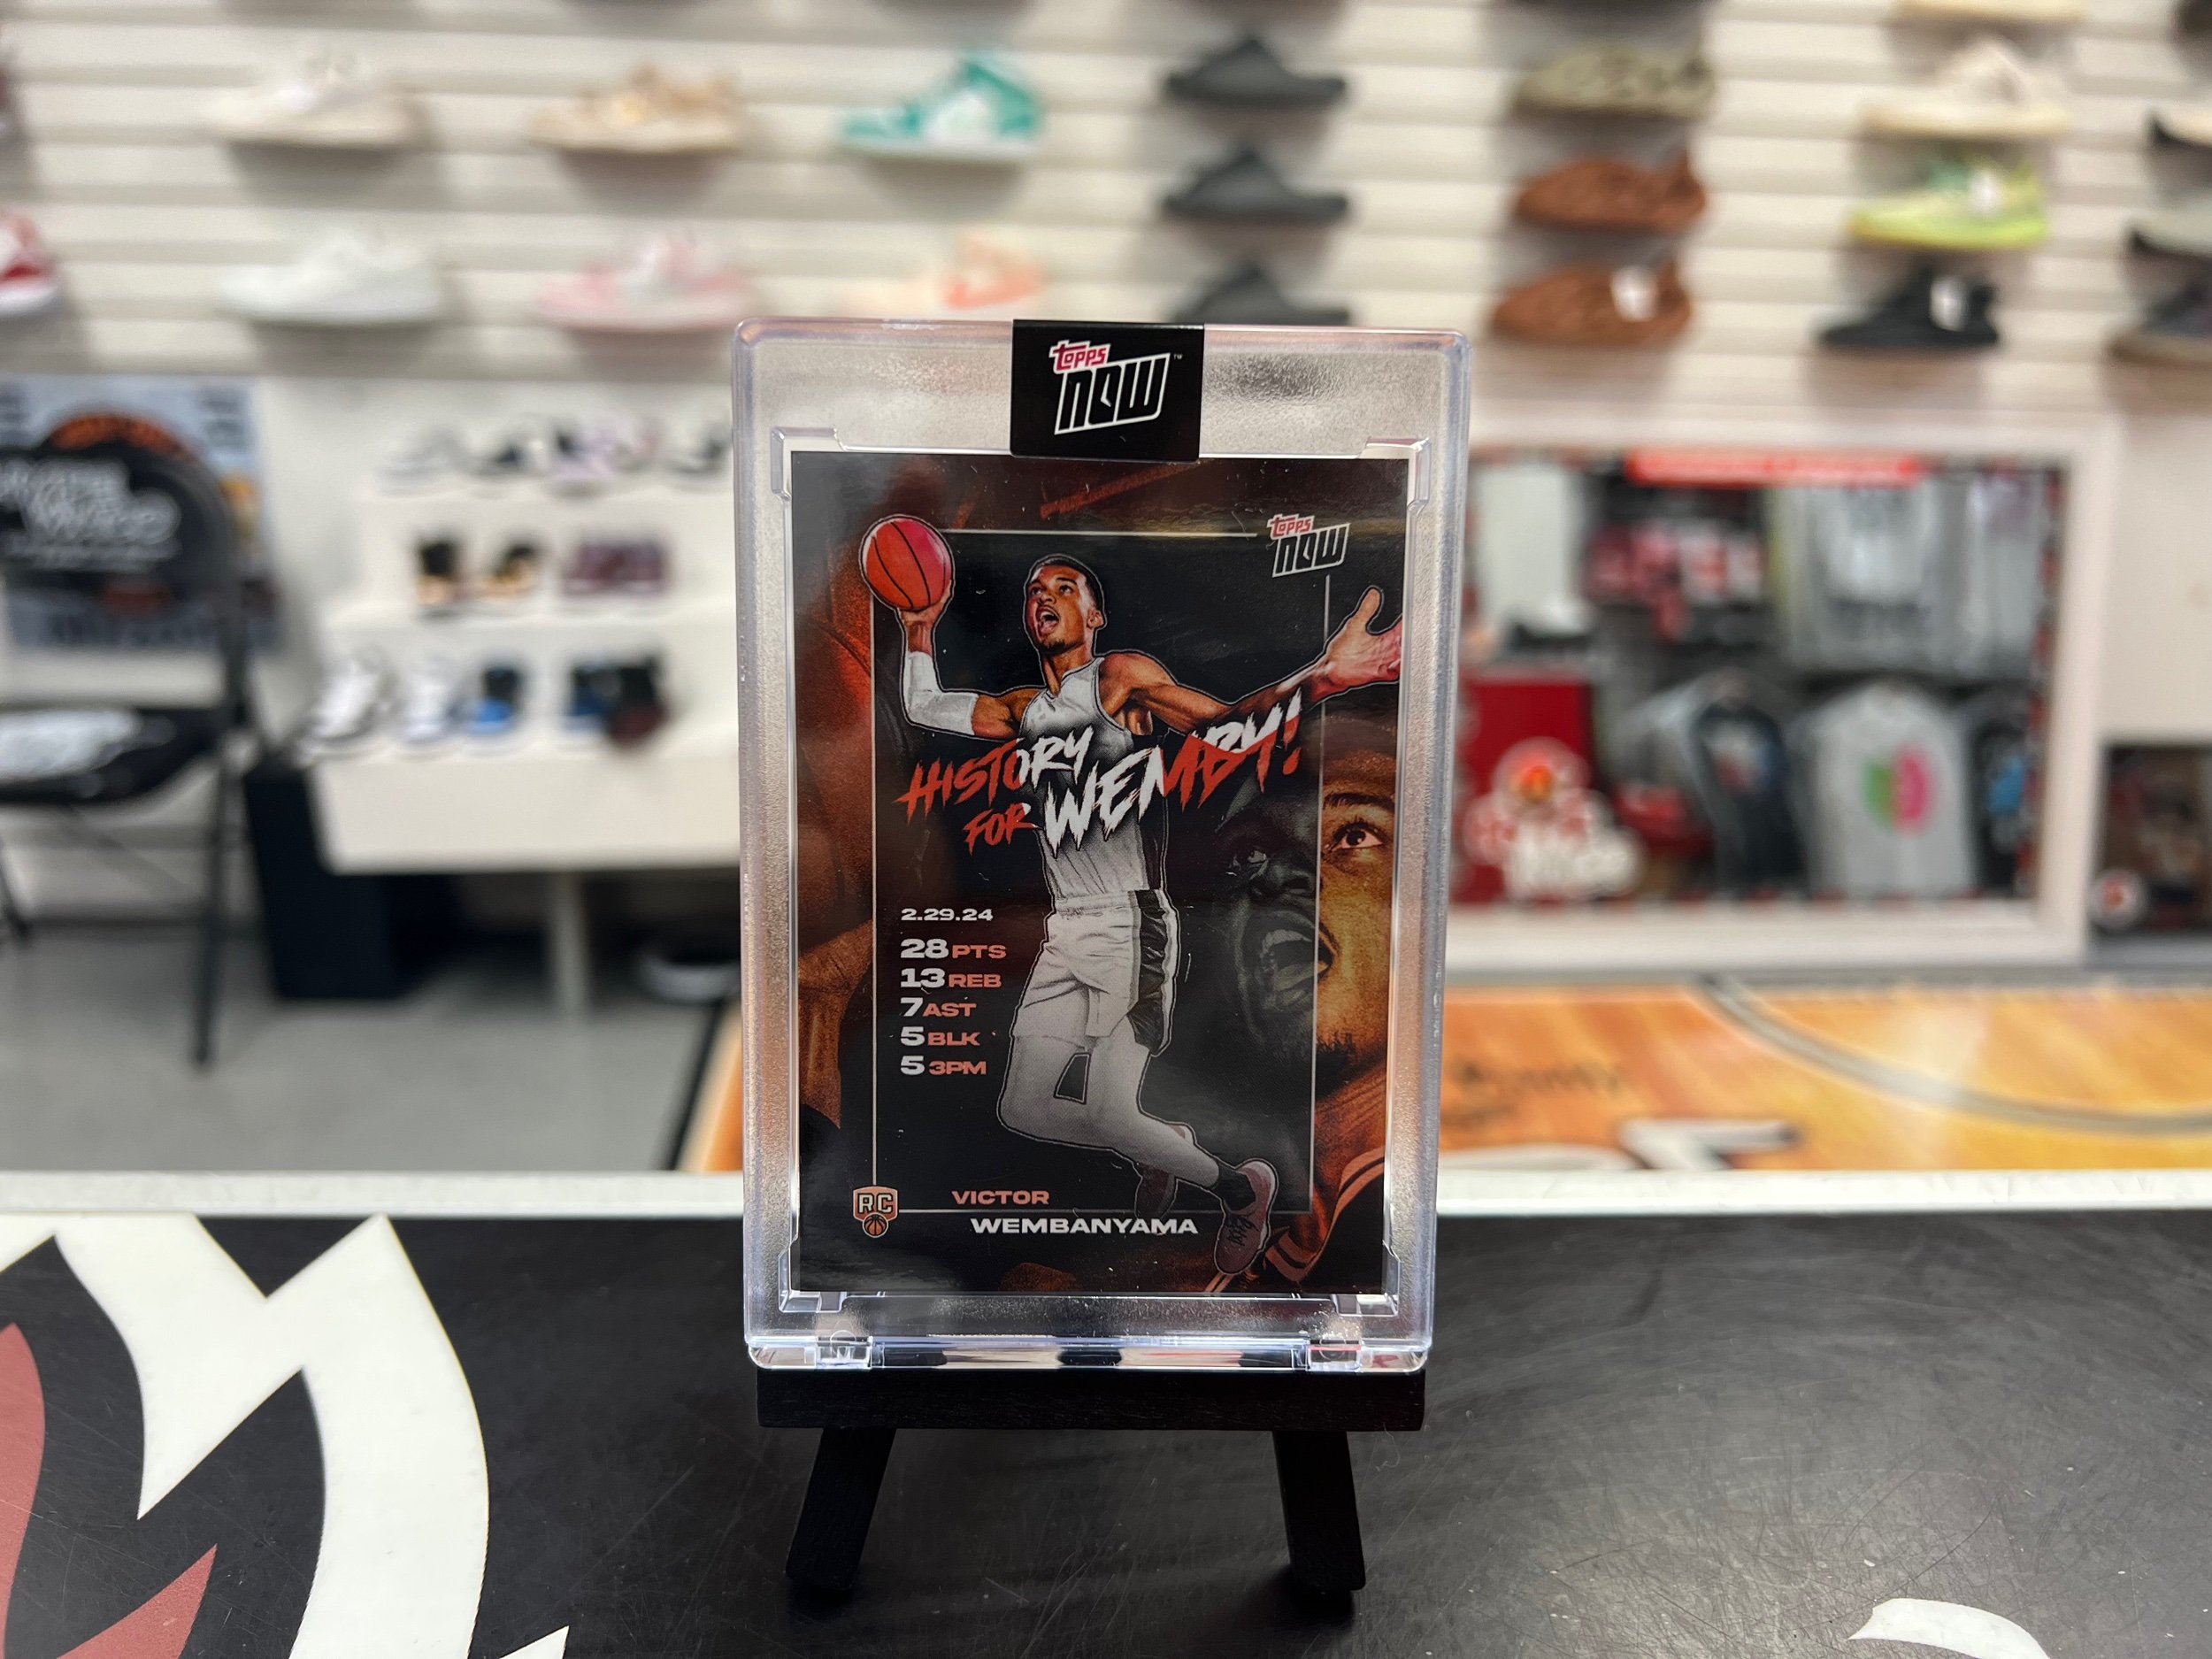 topps
now™
topps
now
HISTORY
FOR WEMBY!
2.29.24
28 PTS
13 REB
7 AST
5 BLK
5 3PM
RC
VICTOR
WEMBANYAMA